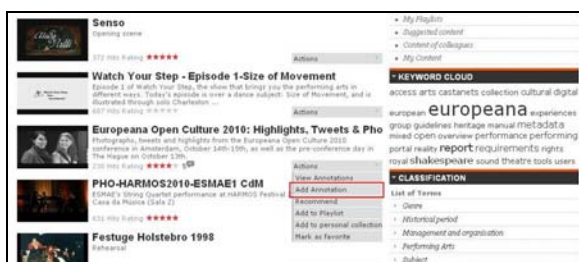 Senso
Opening scene
372 Hits Rating
Actions
Watch Your Step - Episode 1-Size of Movement
Episode 1 of Watch Your Step, the show that brings you the performing arts in
different ways. Today's episode is over a dance subject: Size of Movement, and is
illustrated through solo Charleston ...
607 Hits Rating
Actions
Europeana Open Culture 2010: Highlights, Tweets & Pho
Photographs, tweets and highlights from the Europeana Open Culture 2010
conference in Amsterdam, October 14th-15th, as well as the pre-conference day in
The Hague on October 13th.
Hits Rating
Actions
View Annotations
Add Annotation
Recommend
Add to Playlist
Add to personal collection
Mark as favorite
PHO-HARMOS2010-ESMAE1 CdM
ESMAE's String Quartet performance at HARMOS Festival
Casa da Música (Sala 2)
651 Hits Rating
Festuge Holstebro 1998
Rehearsal
My Playlists
Suggested content
Content of colleagues
My Content
KEYWORD CLOUD
access arts castanets collection cultural digital
european europeana experiences
group guidelines heritage manual metadata
mixed open overview performance performing
portal reality report requirements rights
royal shakespeare sound theatre tools users
CLASSIFICATION
List of Terms
Genre
Historical period
Management and organisation
Performing Arts
Subject